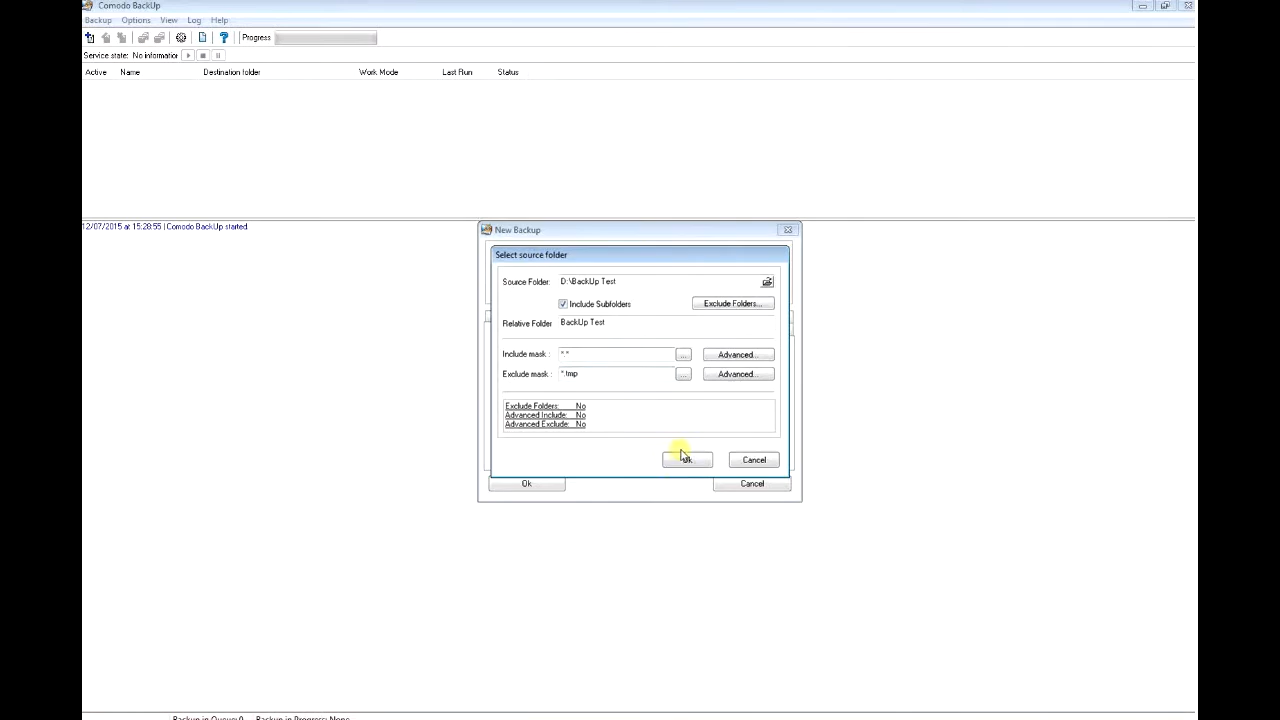 Comodo BackUp
Backup Options View Log Help
Progress
Service state: No information
Active Name Destination folder Work Mode Last Run Status
12/07/2015 at 15:28:55 | Comodo BackUp started
New Backup
Select source folder
Source Folder: D:\BackUp Test
Include Subfolders Exclude Folders...
Relative Folder BackUp Test
Include mask : *.* ... Advanced...
Exclude mask : *.tmp ... Advanced...
Exclude Folders: No
Advanced Include: No
Advanced Exclude: No
Ok Cancel
Ok Cancel
Backup in Queue: 0 Backup in Progress: None